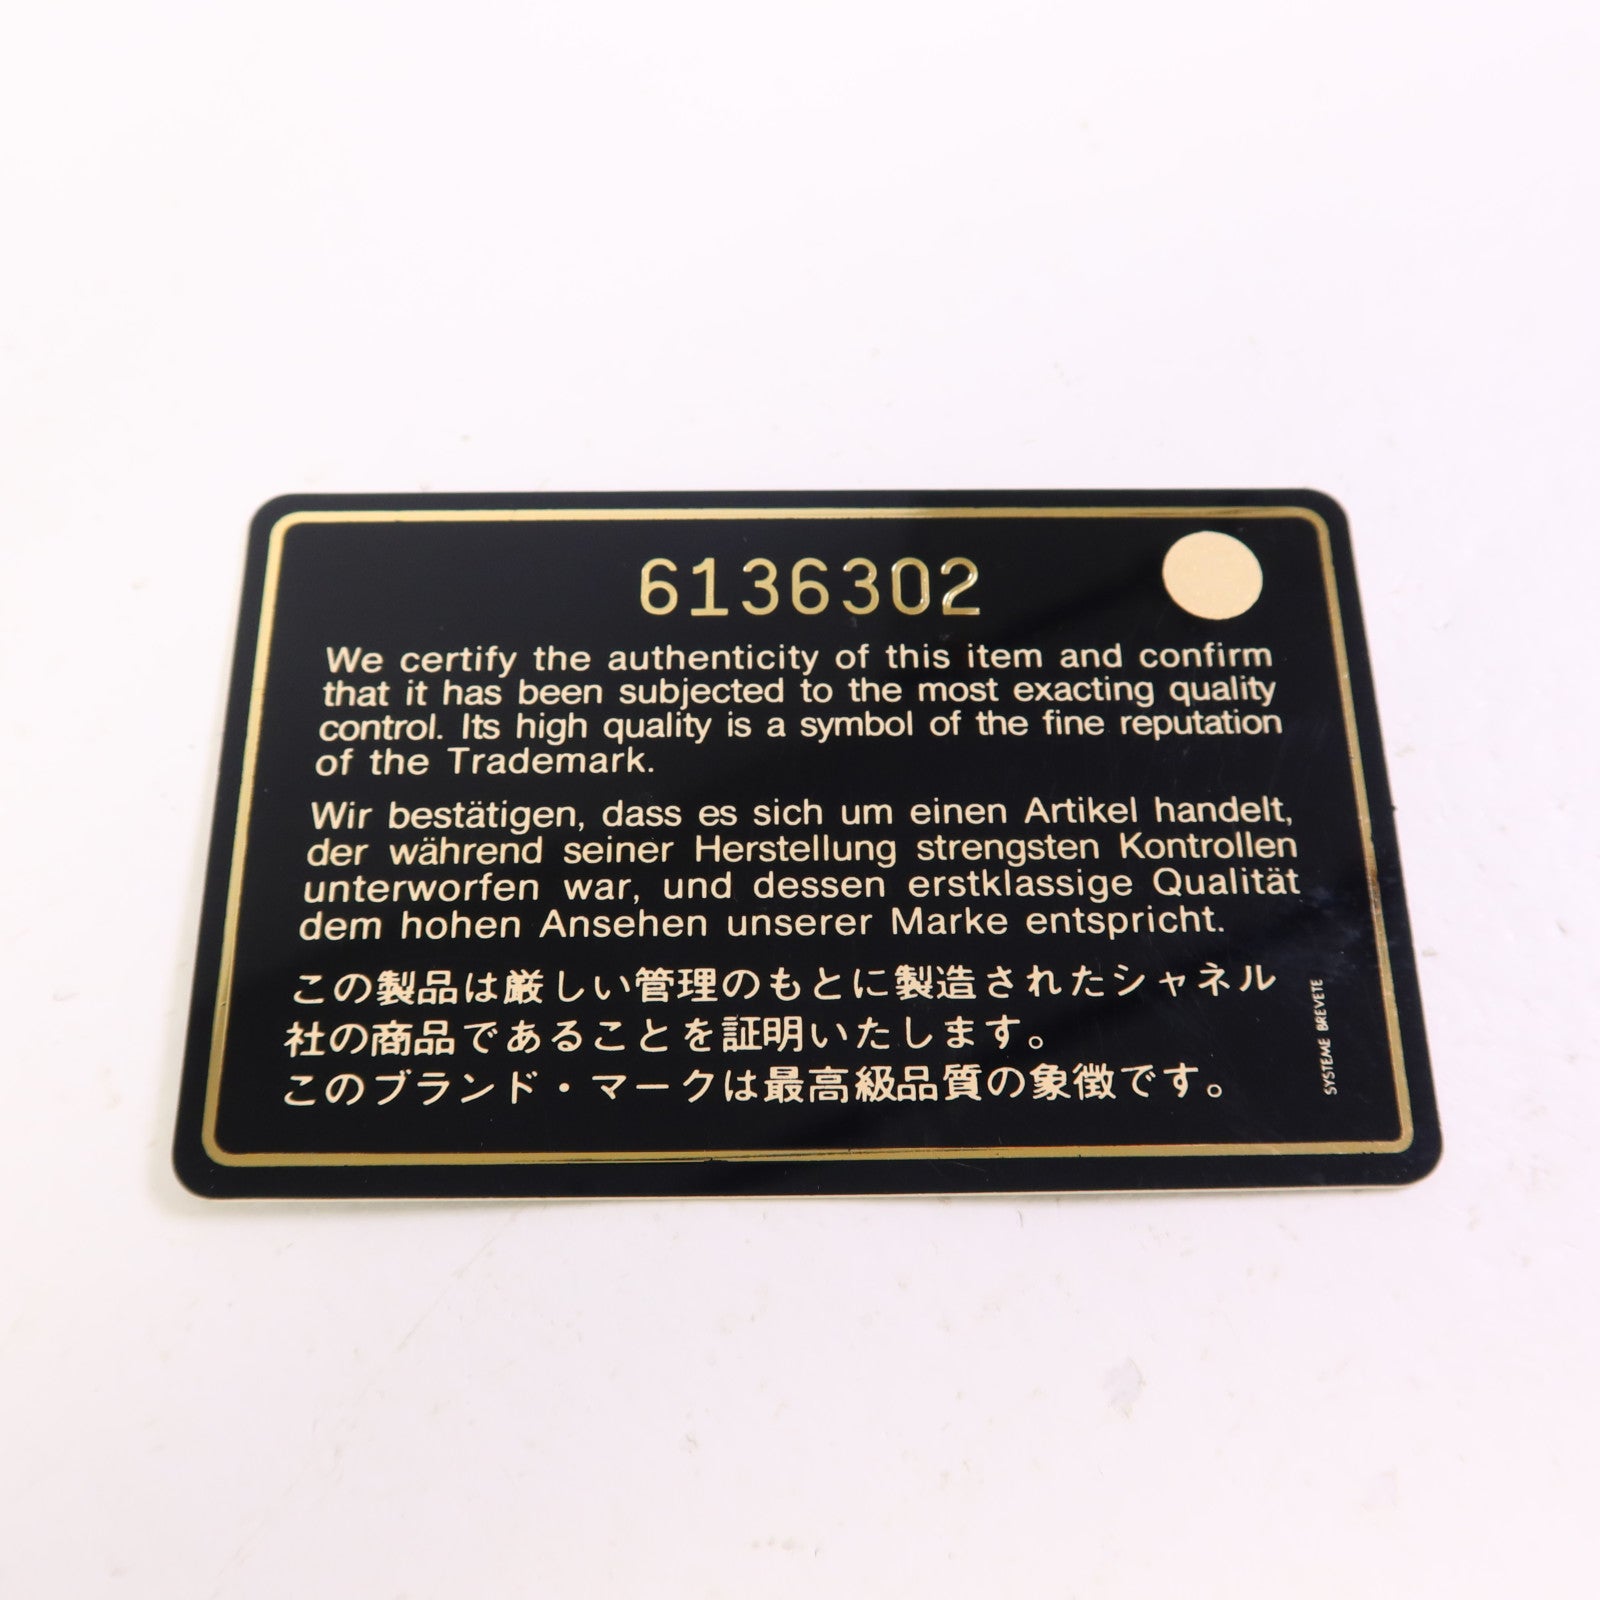 6136302
We certify the authenticity of this item and confirm
that it has been subjected to the most exacting quality
control. Its high quality is a symbol of the fine reputation
of the Trademark.
Wir bestätigen, dass es sich um einen Artikel handelt,
der während seiner Herstellung strengsten Kontrollen
unterworfen war, und dessen erstklassige Qualität
dem hohen Ansehen unserer Marke entspricht.
この製品は厳しい管理のもとに製造されたシャネル
社の商品であることを証明いたします。
このブランド・マークは最高級品質の象徴です。
SYSTEME BREVETE